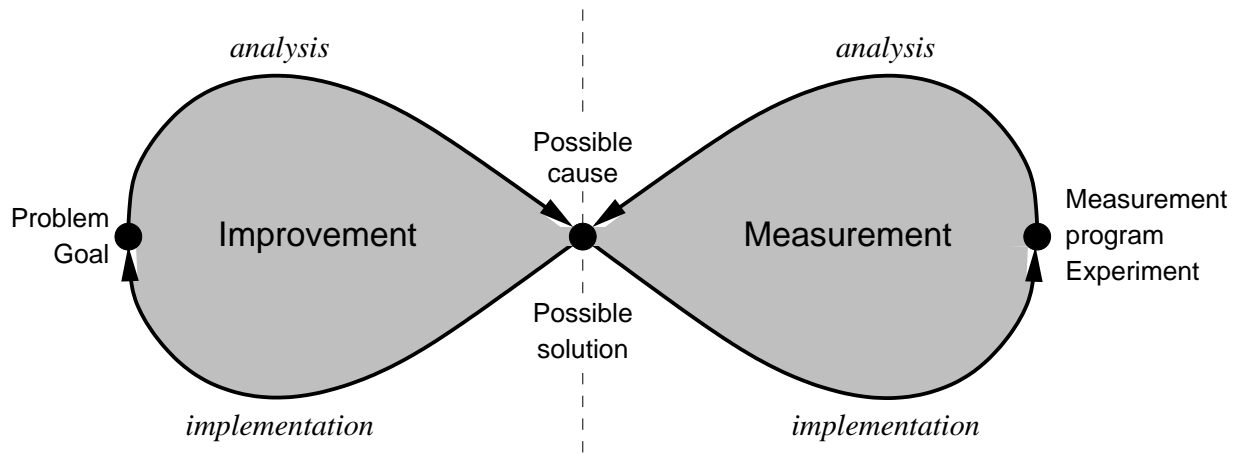 analysis
analysis
Possible
cause
Problem
Goal
Improvement
Measurement
Measurement
program
Experiment
Possible
solution
implementation
implementation